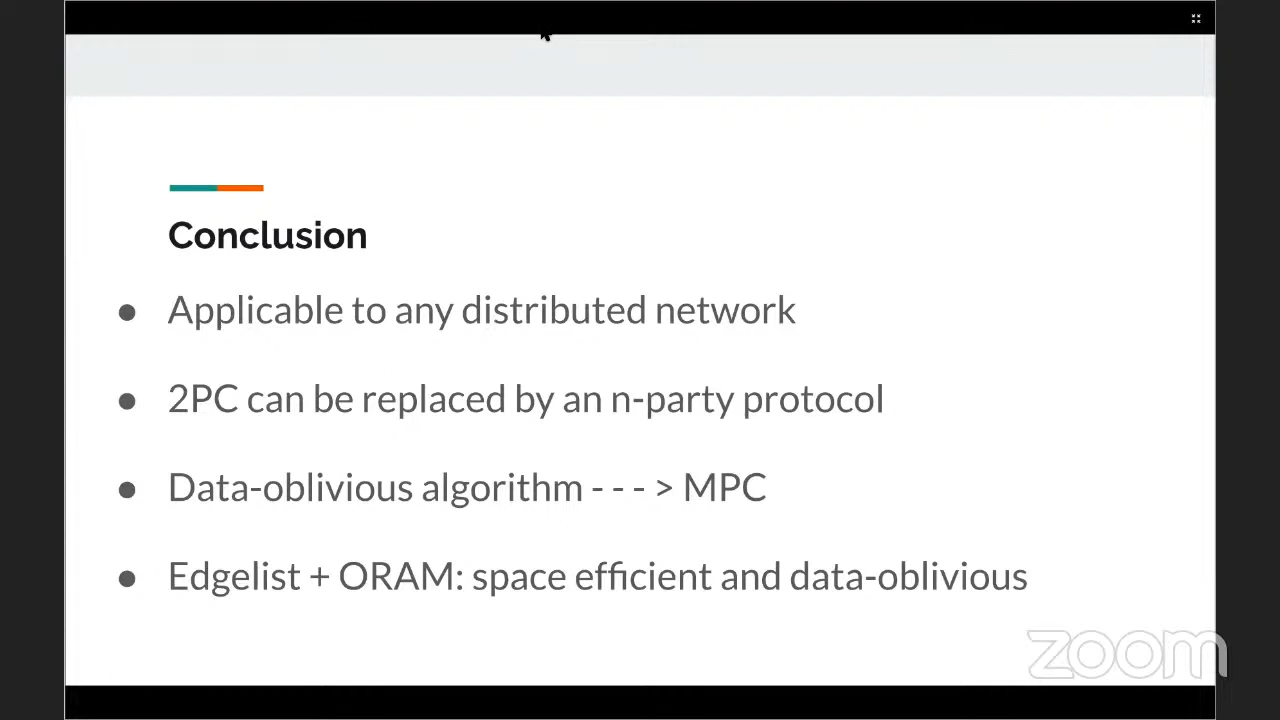 Conclusion
● Applicable to any distributed network
● 2PC can be replaced by an n-party protocol
● Data-oblivious algorithm - - - > MPC
● Edgelist + ORAM: space efficient and data-oblivious
zoom